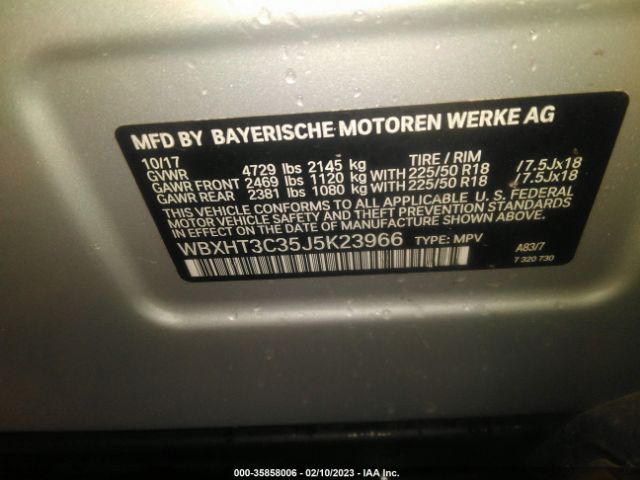 MFD BY BAYERISCHE MOTOREN WERKE AG
10/17 TIRE / RIM
GVWR 4729 lbs 2145 kg
GAWR FRONT 2469 lbs 1120 kg WITH 225/50 R18 /7.5Jx18
GAWR REAR 2381 lbs 1080 kg WITH 225/50 R18 /7.5Jx18
THIS VEHICLE CONFORMS TO ALL APPLICABLE U.S. FEDERAL
MOTOR VEHICLE SAFETY AND THEFT PREVENTION STANDARDS
IN EFFECT ON THE DATE OF MANUFACTURE SHOWN ABOVE.
WBXHT3C35J5K23966 TYPE: MPV
A83/7
7 320 730
000-35858006 - 02/10/2023 - IAA Inc.